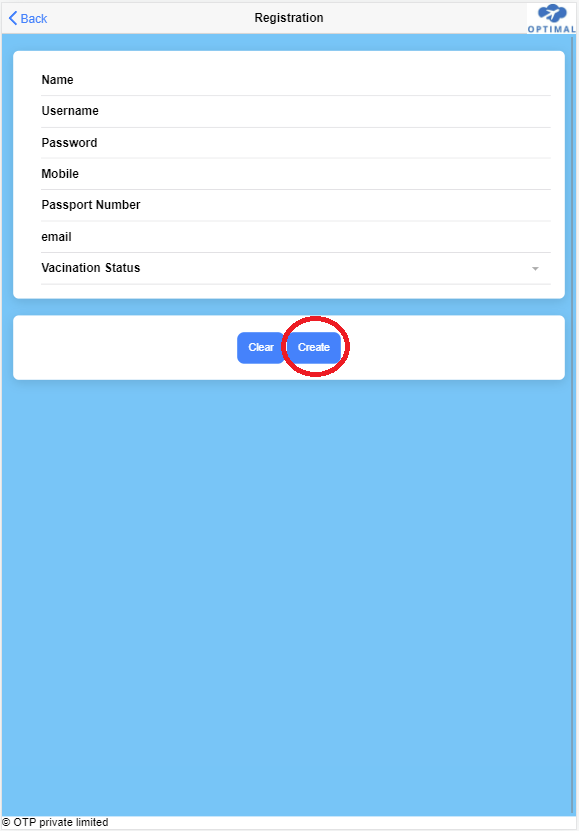 Back
Registration
OPTIMAL
Name
Username
Password
Mobile
Passport Number
email
Vacination Status
Clear
Create
© OTP private limited